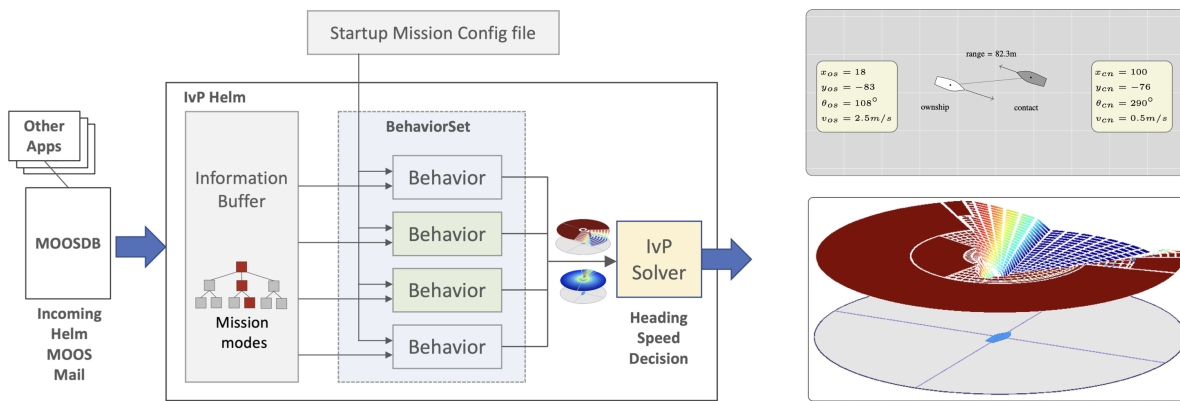 Startup Mission Config file
IvP Helm
Other
Apps
MOOSDB
Incoming
Helm
MOOS
Mail
Information
Buffer
Mission
modes
BehaviorSet
Behavior
Behavior
Behavior
Behavior
IvP
Solver
Heading
Speed
Decision
range = 82.3m
x_os = 18
y_os = −83
θ_os = 108°
v_os = 2.5m/s
ownship
contact
x_cn = 100
y_cn = −76
θ_cn = 290°
v_cn = 0.5m/s